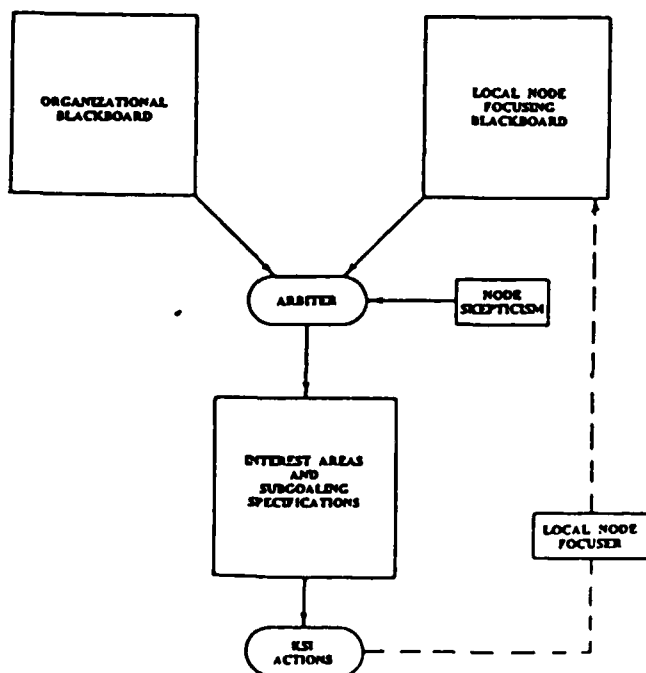 ORGANIZATIONAL
BLACKBOARD
LOCAL NODE
FOCUSING
BLACKBOARD
ARBITER
NODE
SKEPTICISM
INTEREST AREAS
AND
SUBGOALING
SPECIFICATIONS
LOCAL NODE
FOCUSER
KSI
ACTIONS